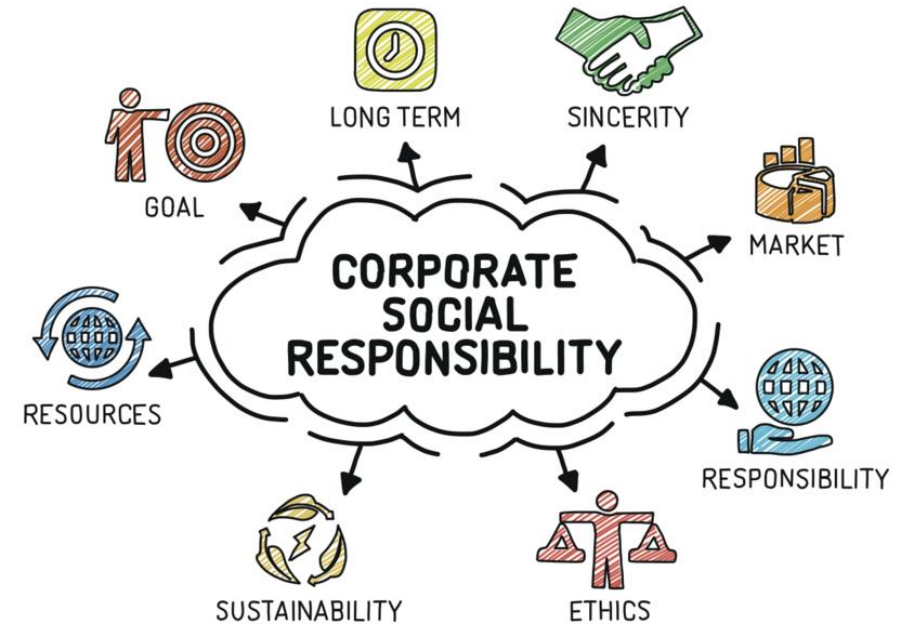 LONG TERM
SINCERITY
GOAL
MARKET
CORPORATE
SOCIAL
RESPONSIBILITY
RESOURCES
RESPONSIBILITY
SUSTAINABILITY
ETHICS